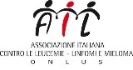 AIL
ASSOCIAZIONE ITALIANA
CONTRO LE LEUCEMIE - LINFOMI E MIELOMA
ONLUS